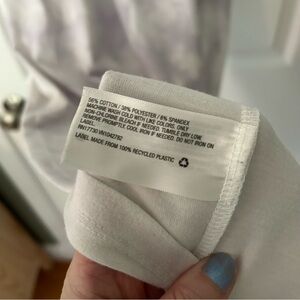 56% COTTON / 38% POLYESTER / 6% SPANDEX
MACHINE WASH COLD WITH LIKE COLORS. ONLY
NON-CHLORINE BLEACH IF NEEDED. TUMBLE DRY LOW
REMOVE PROMPTLY. COOL IRON IF NEEDED. DO NOT IRON ON
LABEL.
RN17730 WV042782
LABEL MADE FROM 100% RECYCLED PLASTIC